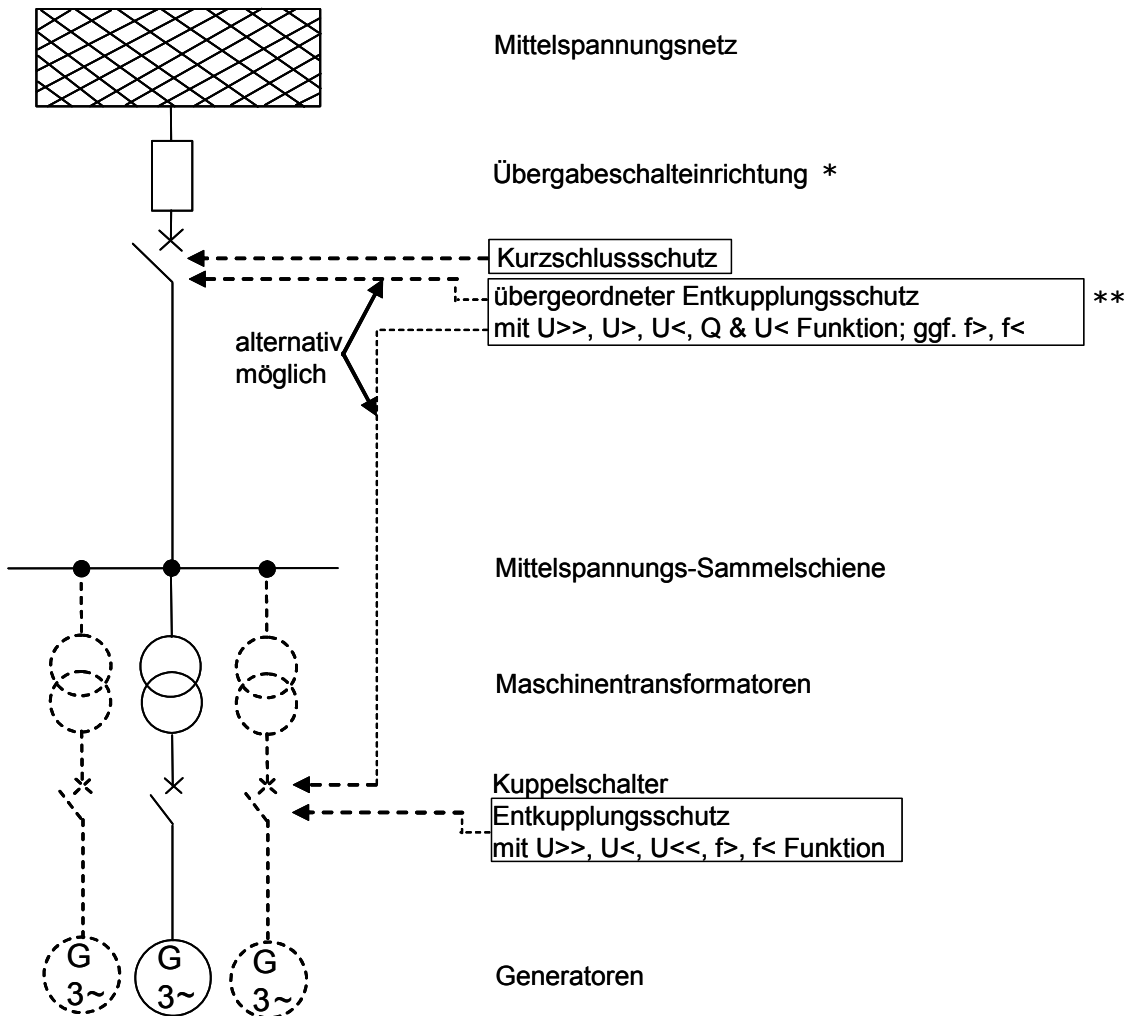 Mittelspannungsnetz
Übergabeschalteinrichtung *
Kurzschlussschutz
übergeordneter Entkupplungsschutz **
mit U>>, U>, U<, Q & U< Funktion; ggf. f>, f<
alternativ
möglich
Mittelspannungs-Sammelschiene
Maschinentransformatoren
Kuppelschalter
Entkupplungsschutz
mit U>>, U<, U<<, f>, f< Funktion
G
3~
G
3~
G
3~
Generatoren